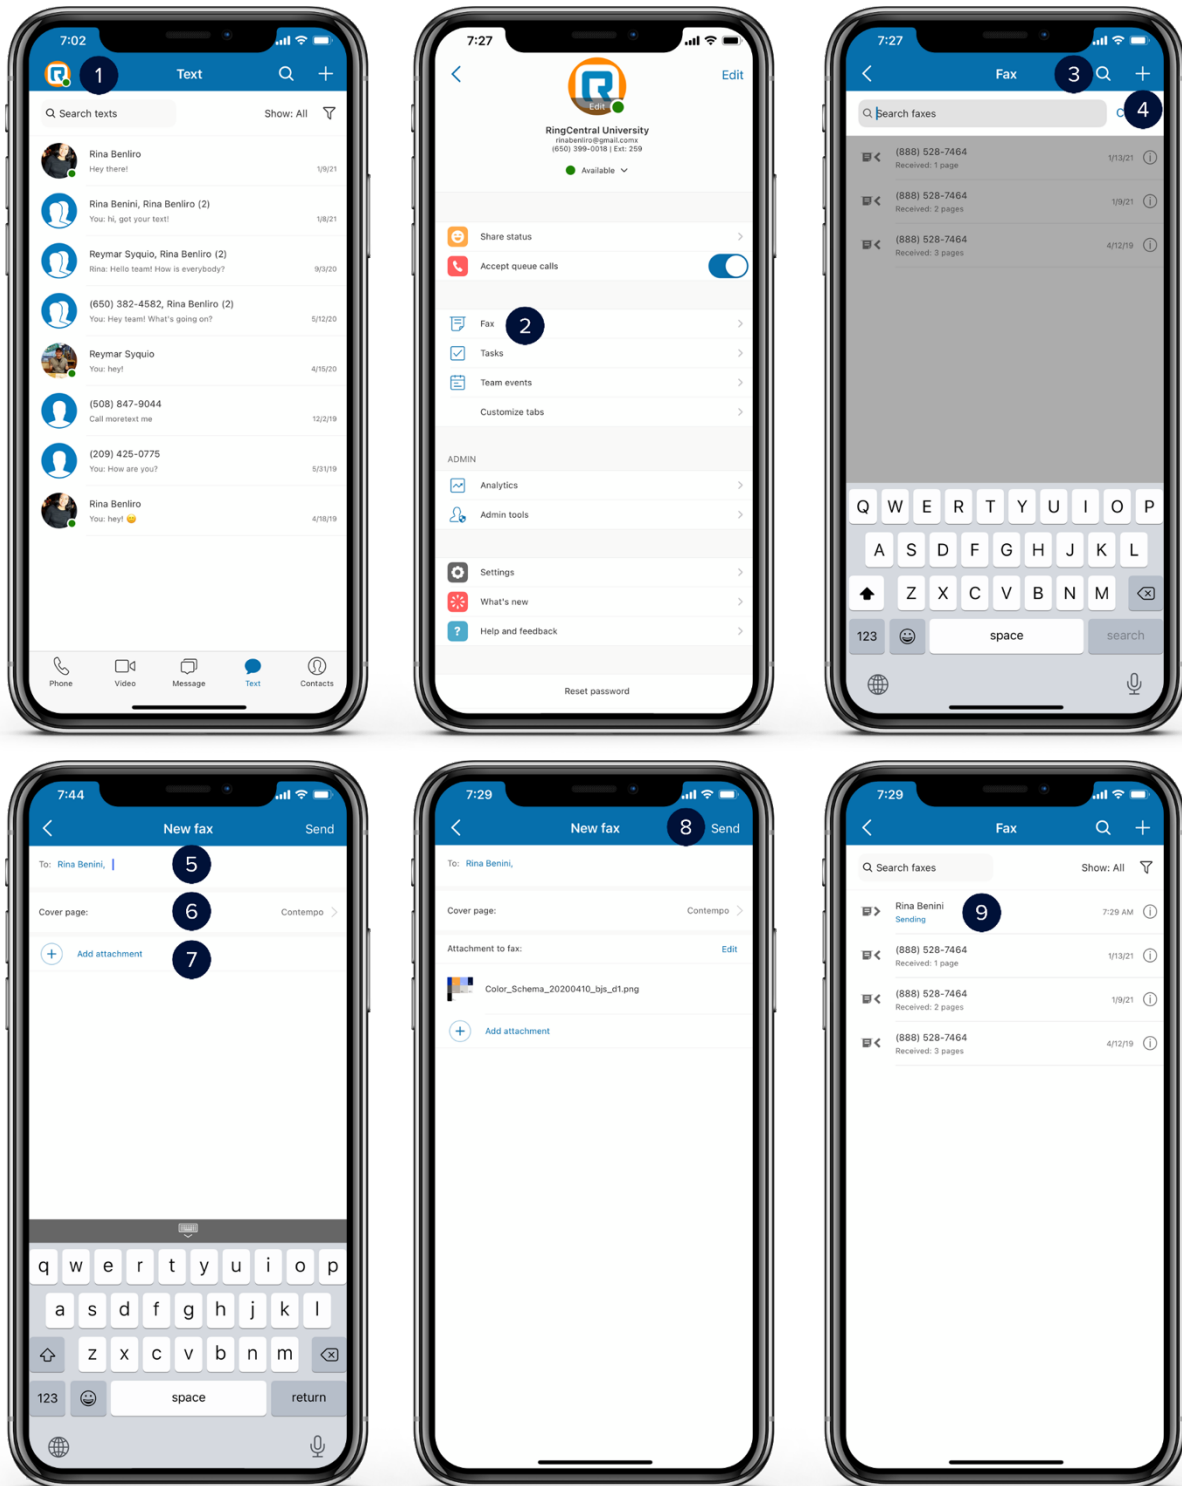 7:02
1
Text
Search texts
Show: All
Rina Benliro
Hey there!
1/9/21
Rina Benini, Rina Benliro (2)
You: hi, got your text!
1/8/21
Reymar Syquio, Rina Benliro (2)
Rina: Hello team! How is everybody?
9/3/20
(650) 382-4582, Rina Benliro (2)
You: Hey team! What's going on?
5/12/20
Reymar Syquio
You: hey!
4/15/20
(508) 847-9044
Call moretext me
12/2/19
(209) 425-0775
You: How are you?
5/31/19
Rina Benliro
You: hey! 😄
4/18/19
Phone Video Message Text Contacts
7:27
Edit
Edit
RingCentral University
rinabenliro@gmail.comx
(650) 399-0018 | Ext: 259
Available
Share status
Accept queue calls
Fax
2
Tasks
Team events
Customize tabs
ADMIN
Analytics
Admin tools
Settings
What's new
? Help and feedback
Reset password
7:27
Fax
3
Search faxes
4
(888) 528-7464
Received: 1 page
1/13/21
(888) 528-7464
Received: 2 pages
1/9/21
(888) 528-7464
Received: 3 pages
4/12/19
Q W E R T Y U I O P
A S D F G H J K L
Z X C V B N M
123 space search
7:44
New fax
Send
To: Rina Benini,
5
Cover page:
6
Contempo
Add attachment
7
q w e r t y u i o p
a s d f g h j k l
z x c v b n m
123 space return
7:29
New fax
8
Send
To: Rina Benini,
Cover page:
Contempo
Attachment to fax:
Edit
Color_Schema_20200410_bjs_d1.png
Add attachment
7:29
Fax
Search faxes
Show: All
Rina Benini
Sending
9
7:29 AM
(888) 528-7464
Received: 1 page
1/13/21
(888) 528-7464
Received: 2 pages
1/9/21
(888) 528-7464
Received: 3 pages
4/12/19